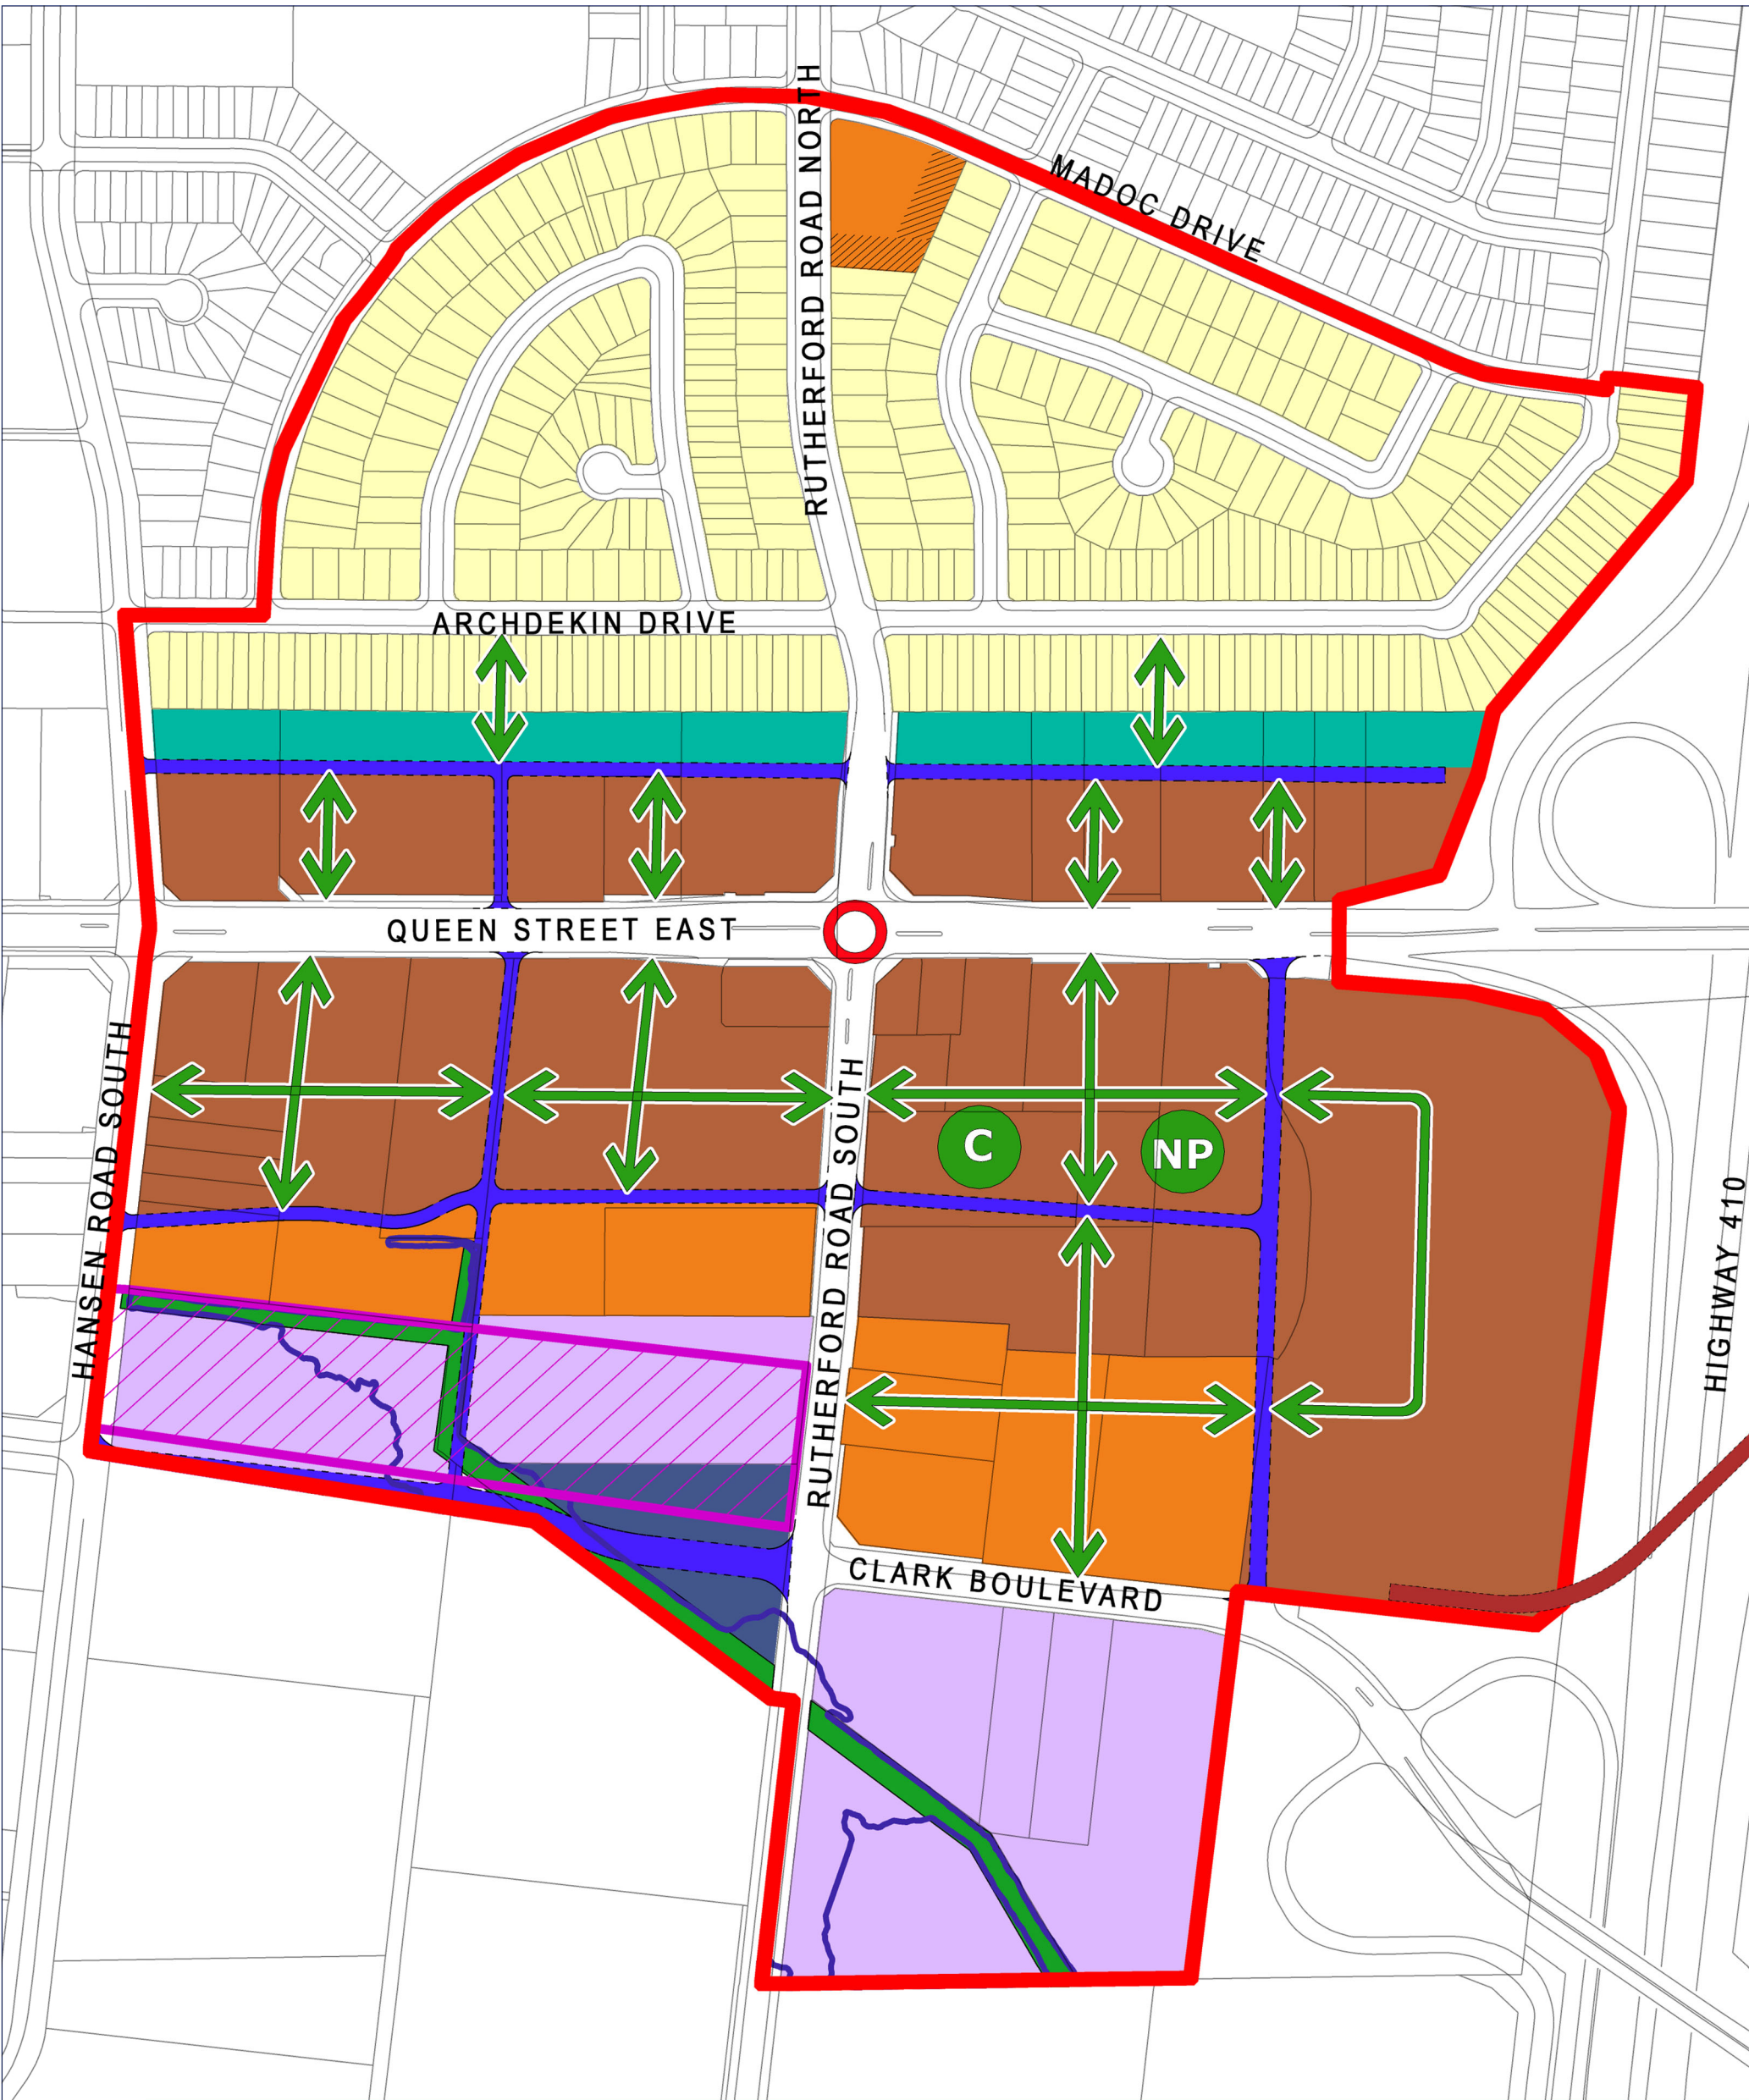 RUTHERFORD ROAD NORTH
MADOC DRIVE
ARCHDEKIN DRIVE
QUEEN STREET EAST
HANSEN ROAD SOUTH
RUTHERFORD ROAD SOUTH
C
NP
HIGHWAY 410
CLARK BOULEVARD